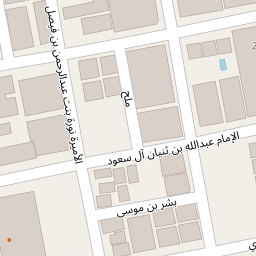 الأميرة نورة بنت عبدالرحمن بن فيصل
ملح
الإمام عبدالله بن ثنيان آل سعود
بشر بن موسى